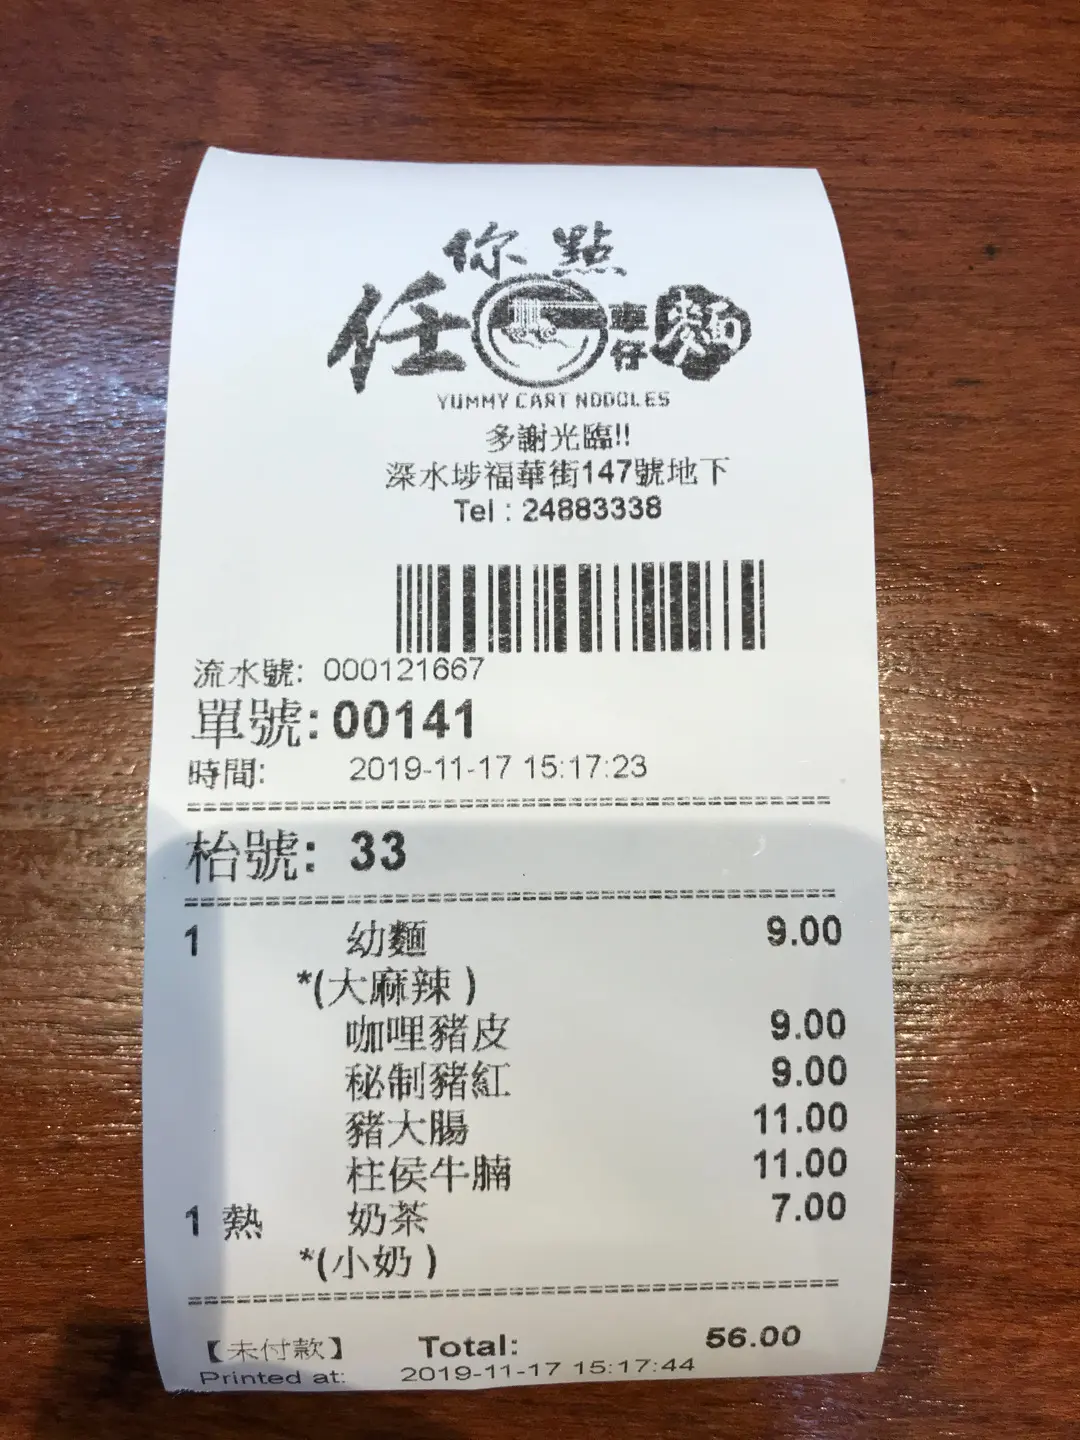 你點
任 車仔麵
YUMMY CART NOODLES
多謝光臨!!
深水埗福華街147號地下
Tel : 24883338
流水號: 000121667
單號: 00141
時間: 2019-11-17 15:17:23
枱號: 33
1 幼麵 9.00
*(大麻辣 )
咖哩豬皮 9.00
秘制豬紅 9.00
豬大腸 11.00
柱侯牛腩 11.00
1 熱 奶茶 7.00
*(小奶 )
【未付款】 Total: 56.00
Printed at: 2019-11-17 15:17:44